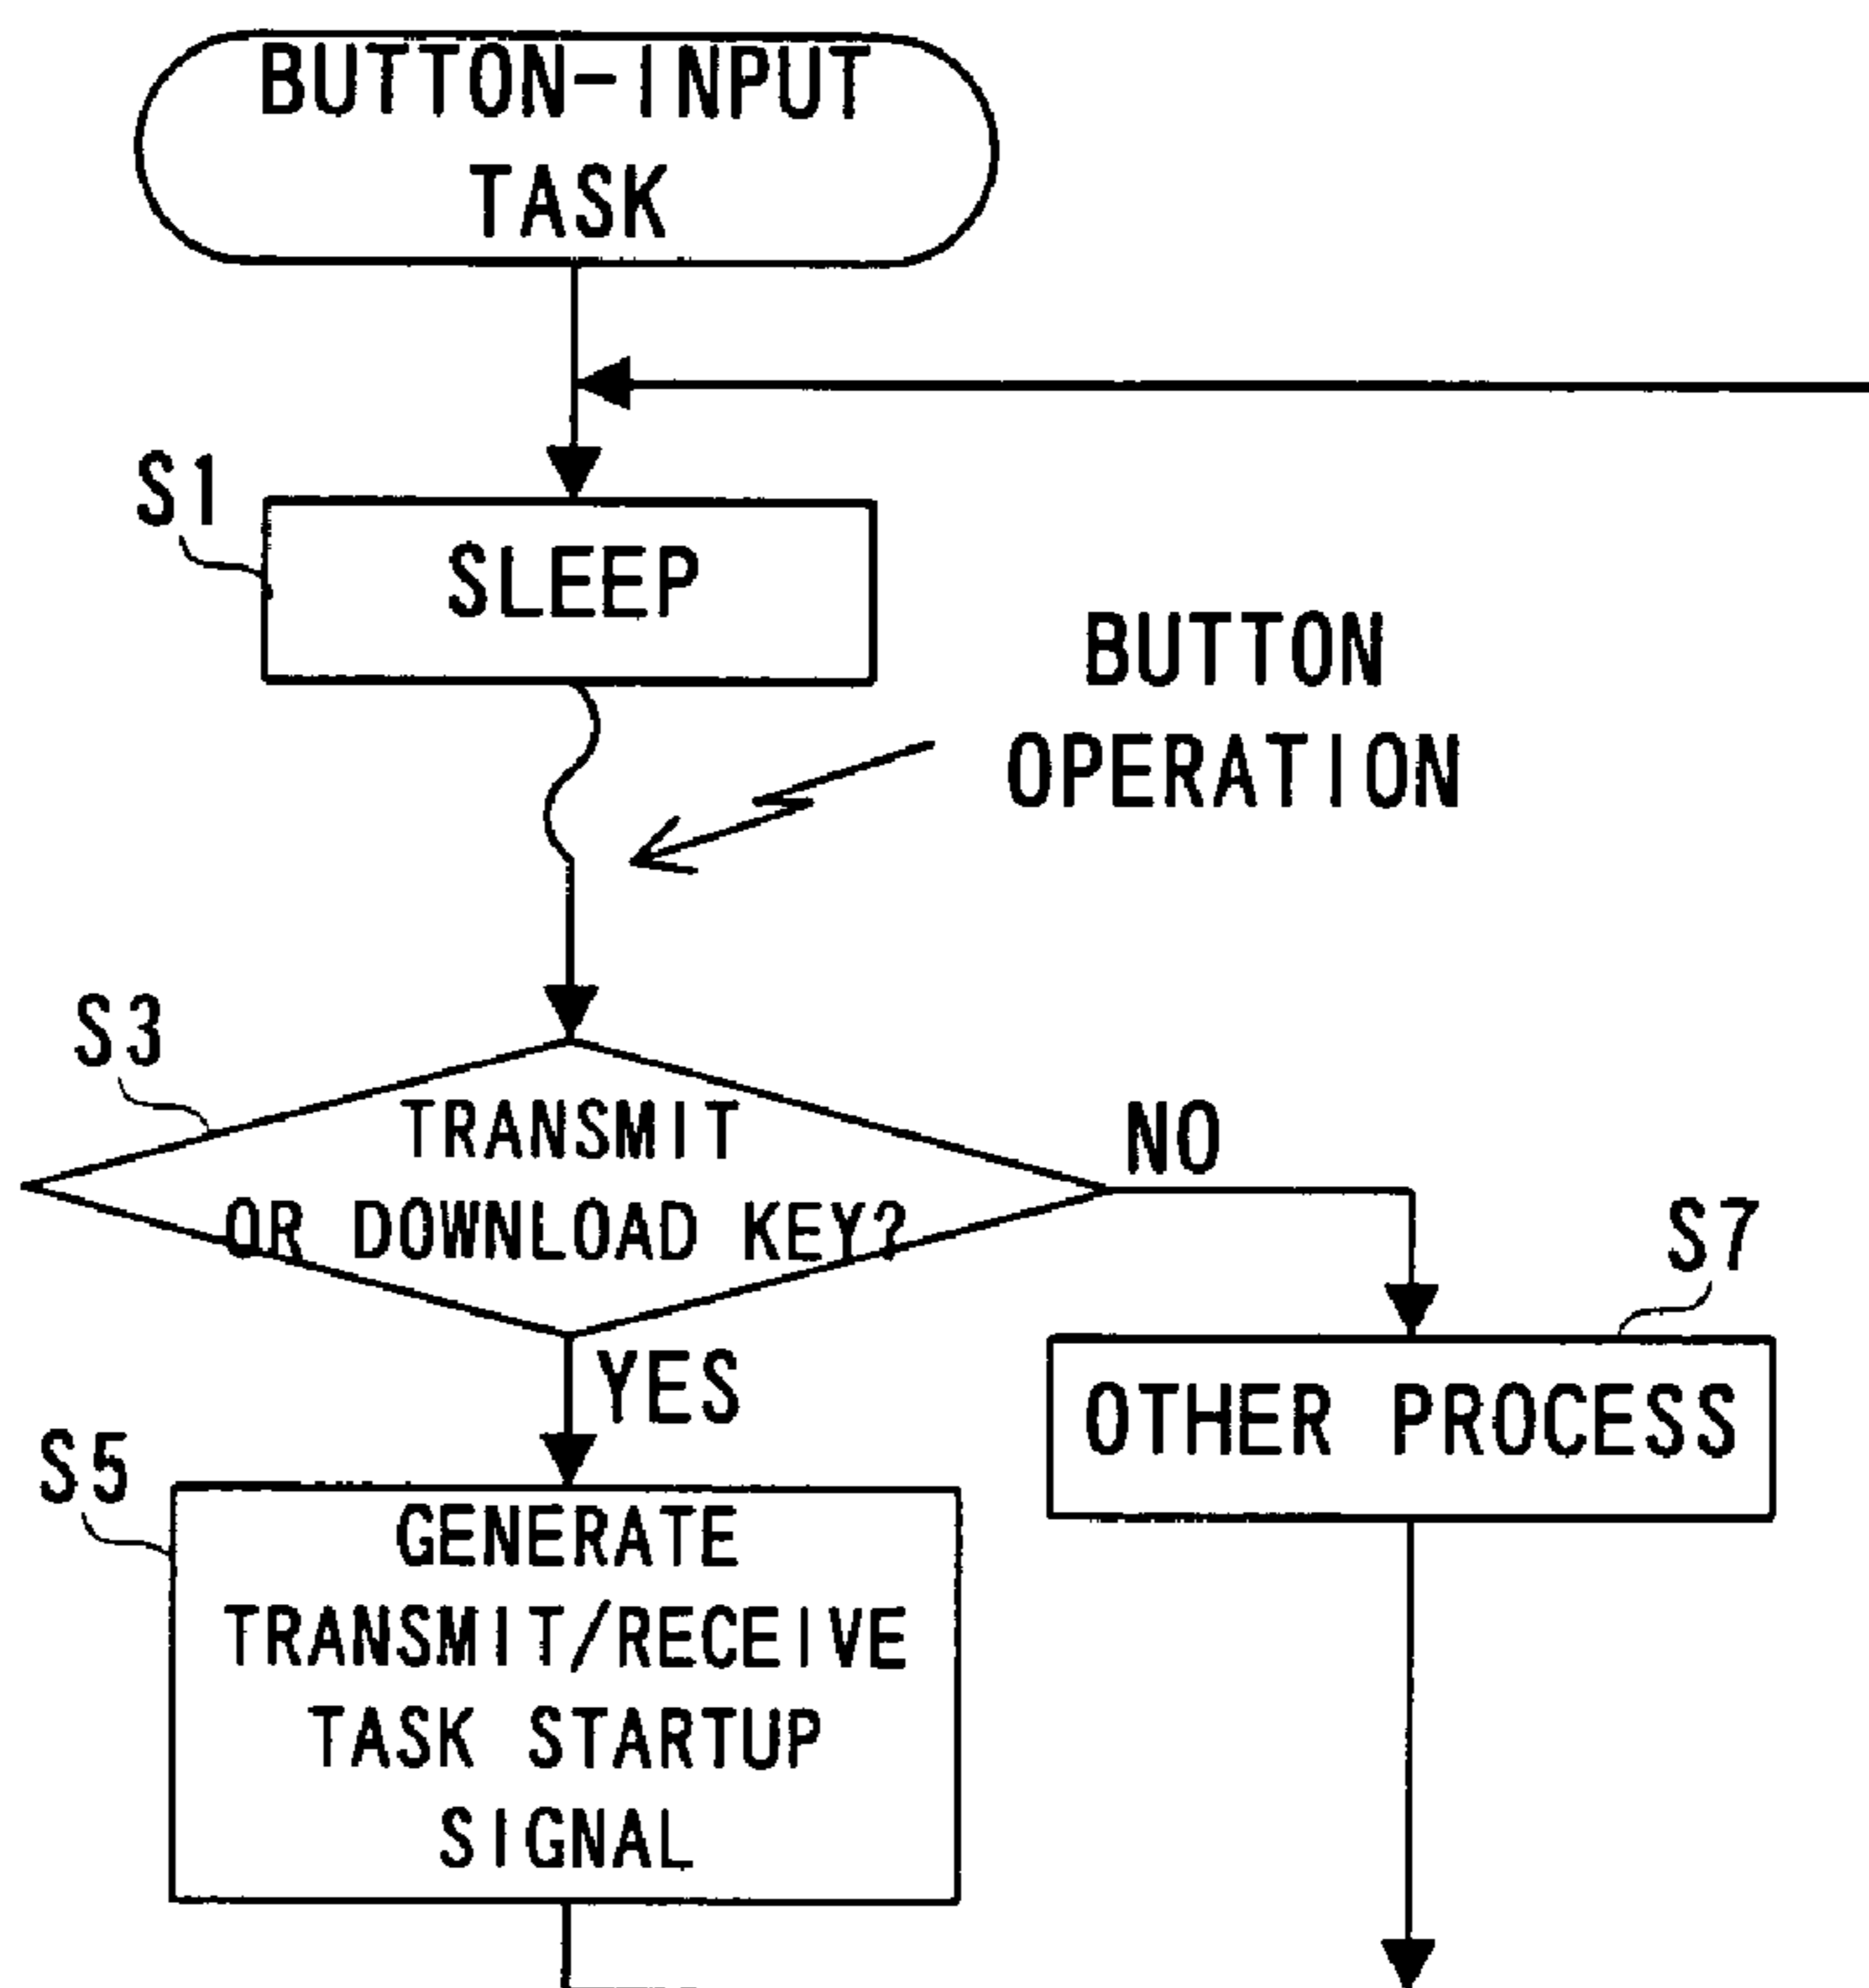 BUTTON-INPUT
TASK
S1
SLEEP
BUTTON
OPERATION
S3
TRANSMIT
OR DOWNLOAD KEY?
NO
S7
YES
OTHER PROCESS
S5
GENERATE
TRANSMIT/RECEIVE
TASK STARTUP
SIGNAL